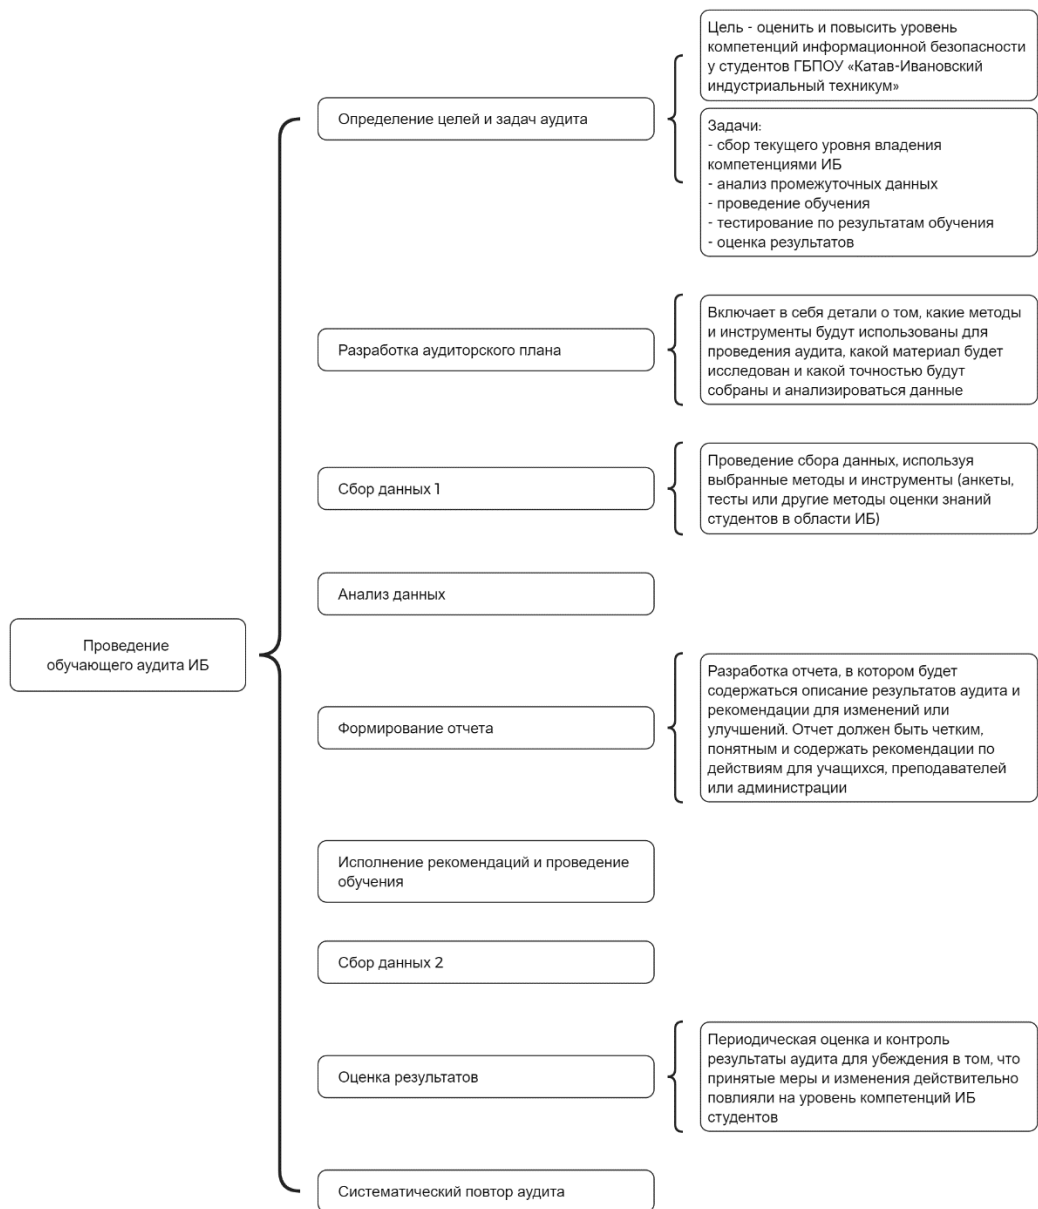 Цель - оценить и повысить уровень
компетенций информационной безопасности
у студентов ГБПОУ «Катав-Ивановский
индустриальный техникум»
Определение целей и задач аудита
Задачи:
- сбор текущего уровня владения
компетенциями ИБ
- анализ промежуточных данных
- проведение обучения
- тестирование по результатам обучения
- оценка результатов
Разработка аудиторского плана
Включает в себя детали о том, какие методы
и инструменты будут использованы для
проведения аудита, какой материал будет
исследован и какой точностью будут
собраны и анализироваться данные
Сбор данных 1
Проведение сбора данных, используя
выбранные методы и инструменты (анкеты,
тесты или другие методы оценки знаний
студентов в области ИБ)
Анализ данных
Проведение
обучающего аудита ИБ
Формирование отчета
Разработка отчета, в котором будет
содержаться описание результатов аудита и
рекомендации для изменений или
улучшений. Отчет должен быть четким,
понятным и содержать рекомендации по
действиям для учащихся, преподавателей
или администрации
Исполнение рекомендаций и проведение
обучения
Сбор данных 2
Оценка результатов
Периодическая оценка и контроль
результаты аудита для убеждения в том, что
принятые меры и изменения действительно
повлияли на уровень компетенций ИБ
студентов
Систематический повтор аудита